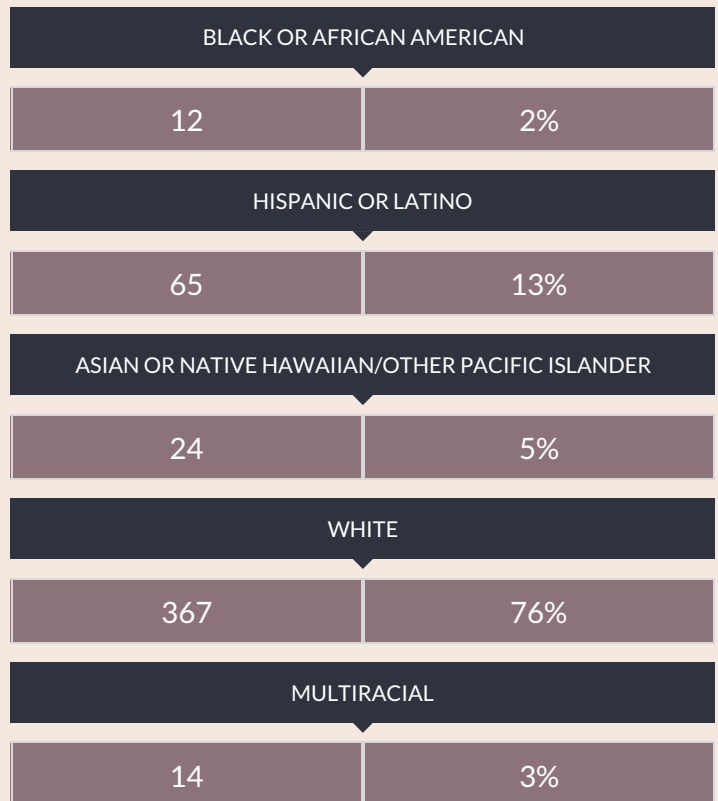 BLACK OR AFRICAN AMERICAN
12 2%
HISPANIC OR LATINO
65 13%
ASIAN OR NATIVE HAWAIIAN/OTHER PACIFIC ISLANDER
24 5%
WHITE
367 76%
MULTIRACIAL
14 3%